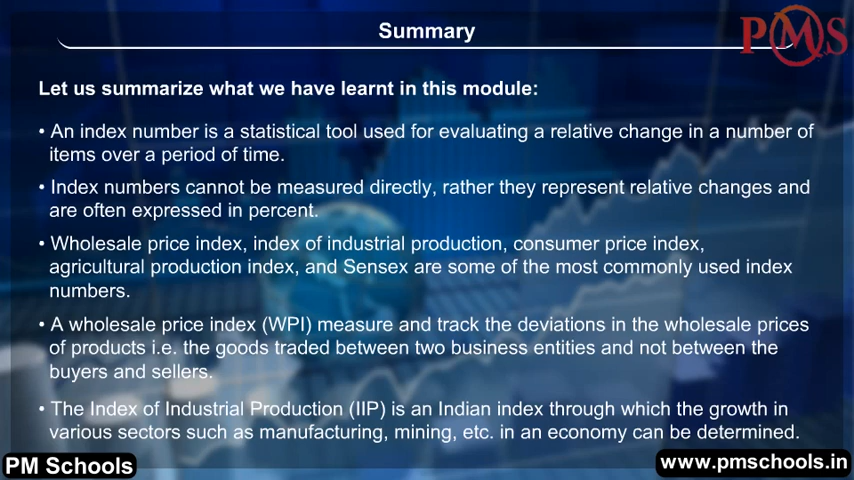 Summary
PMS
Let us summarize what we have learnt in this module:
• An index number is a statistical tool used for evaluating a relative change in a number of
items over a period of time.
• Index numbers cannot be measured directly, rather they represent relative changes and
are often expressed in percent.
• Wholesale price index, index of industrial production, consumer price index,
agricultural production index, and Sensex are some of the most commonly used index
numbers.
• A wholesale price index (WPI) measure and track the deviations in the wholesale prices
of products i.e. the goods traded between two business entities and not between the
buyers and sellers.
• The Index of Industrial Production (IIP) is an Indian index through which the growth in
various sectors such as manufacturing, mining, etc. in an economy can be determined.
PM Schools
www.pmschools.in